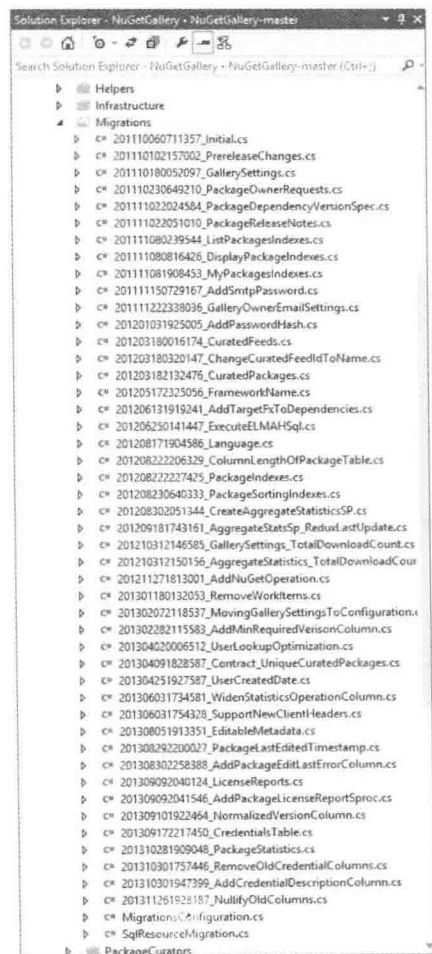 Solution Explorer - NuGetGallery • NuGetGallery-master
Search Solution Explorer - NuGetGallery • NuGetGallery-master (Ctrl+;)
Helpers
Infrastructure
Migrations
C# 201110060711357_Initial.cs
C# 201110102157002_PrereleaseChanges.cs
C# 201110180052097_GallerySettings.cs
C# 201110230649210_PackageOwnerRequests.cs
C# 201111022024584_PackageDependencyVersionSpec.cs
C# 201111022051010_PackageReleaseNotes.cs
C# 201111080239544_ListPackagesIndexes.cs
C# 201111080816426_DisplayPackageIndexes.cs
C# 201111081908453_MyPackagesIndexes.cs
C# 201111150729167_AddSmtpPassword.cs
C# 201111222338036_GalleryOwnerEmailSettings.cs
C# 201201031925005_AddPasswordHash.cs
C# 201203180016174_CuratedFeeds.cs
C# 201203180320147_ChangeCuratedFeedIdToName.cs
C# 201203182132476_CuratedPackages.cs
C# 201205172325056_FrameworkName.cs
C# 201206131919241_AddTargetFxToDependencies.cs
C# 201206250141447_ExecuteELMAHSql.cs
C# 201208171904586_Language.cs
C# 201208222206329_ColumnLengthOfPackageTable.cs
C# 201208222227425_PackageIndexes.cs
C# 201208230640333_PackageSortingIndexes.cs
C# 201208302051344_CreateAggregateStatisticsSP.cs
C# 201209181743161_AggregateStatsSp_ReduxLastUpdate.cs
C# 201210312146585_GallerySettings_TotalDownloadCount.cs
C# 201210312150156_AggregateStatistics_TotalDownloadCour
C# 201211271813001_AddNuGetOperation.cs
C# 201301180132053_RemoveWorkItems.cs
C# 201302072118537_MovingGallerySettingsToConfiguration.c
C# 201302282115583_AddMinRequiredVerisonColumn.cs
C# 201304020006512_UserLookupOptimization.cs
C# 201304091828587_Contract_UniqueCuratedPackages.cs
C# 201304251927587_UserCreatedDate.cs
C# 201306031734581_WidenStatisticsOperationColumn.cs
C# 201306031754328_SupportNewClientHeaders.cs
C# 201308051913351_EditableMetadata.cs
C# 201308292200027_PackageLastEditedTimestamp.cs
C# 201308302258388_AddPackageEditLastErrorColumn.cs
C# 201309092040124_LicenseReports.cs
C# 201309092041546_AddPackageLicenseReportSproc.cs
C# 201309101922464_NormalizedVersionColumn.cs
C# 201309172217450_CredentialsTable.cs
C# 201310281909048_PackageStatistics.cs
C# 201310301757446_RemoveOldCredentialColumns.cs
C# 201310301947399_AddCredentialDescriptionColumn.cs
C# 201311261928187_NullifyOldColumns.cs
C# MigrationsConfiguration.cs
C# SqlResourceMigration.cs
PackageCurators